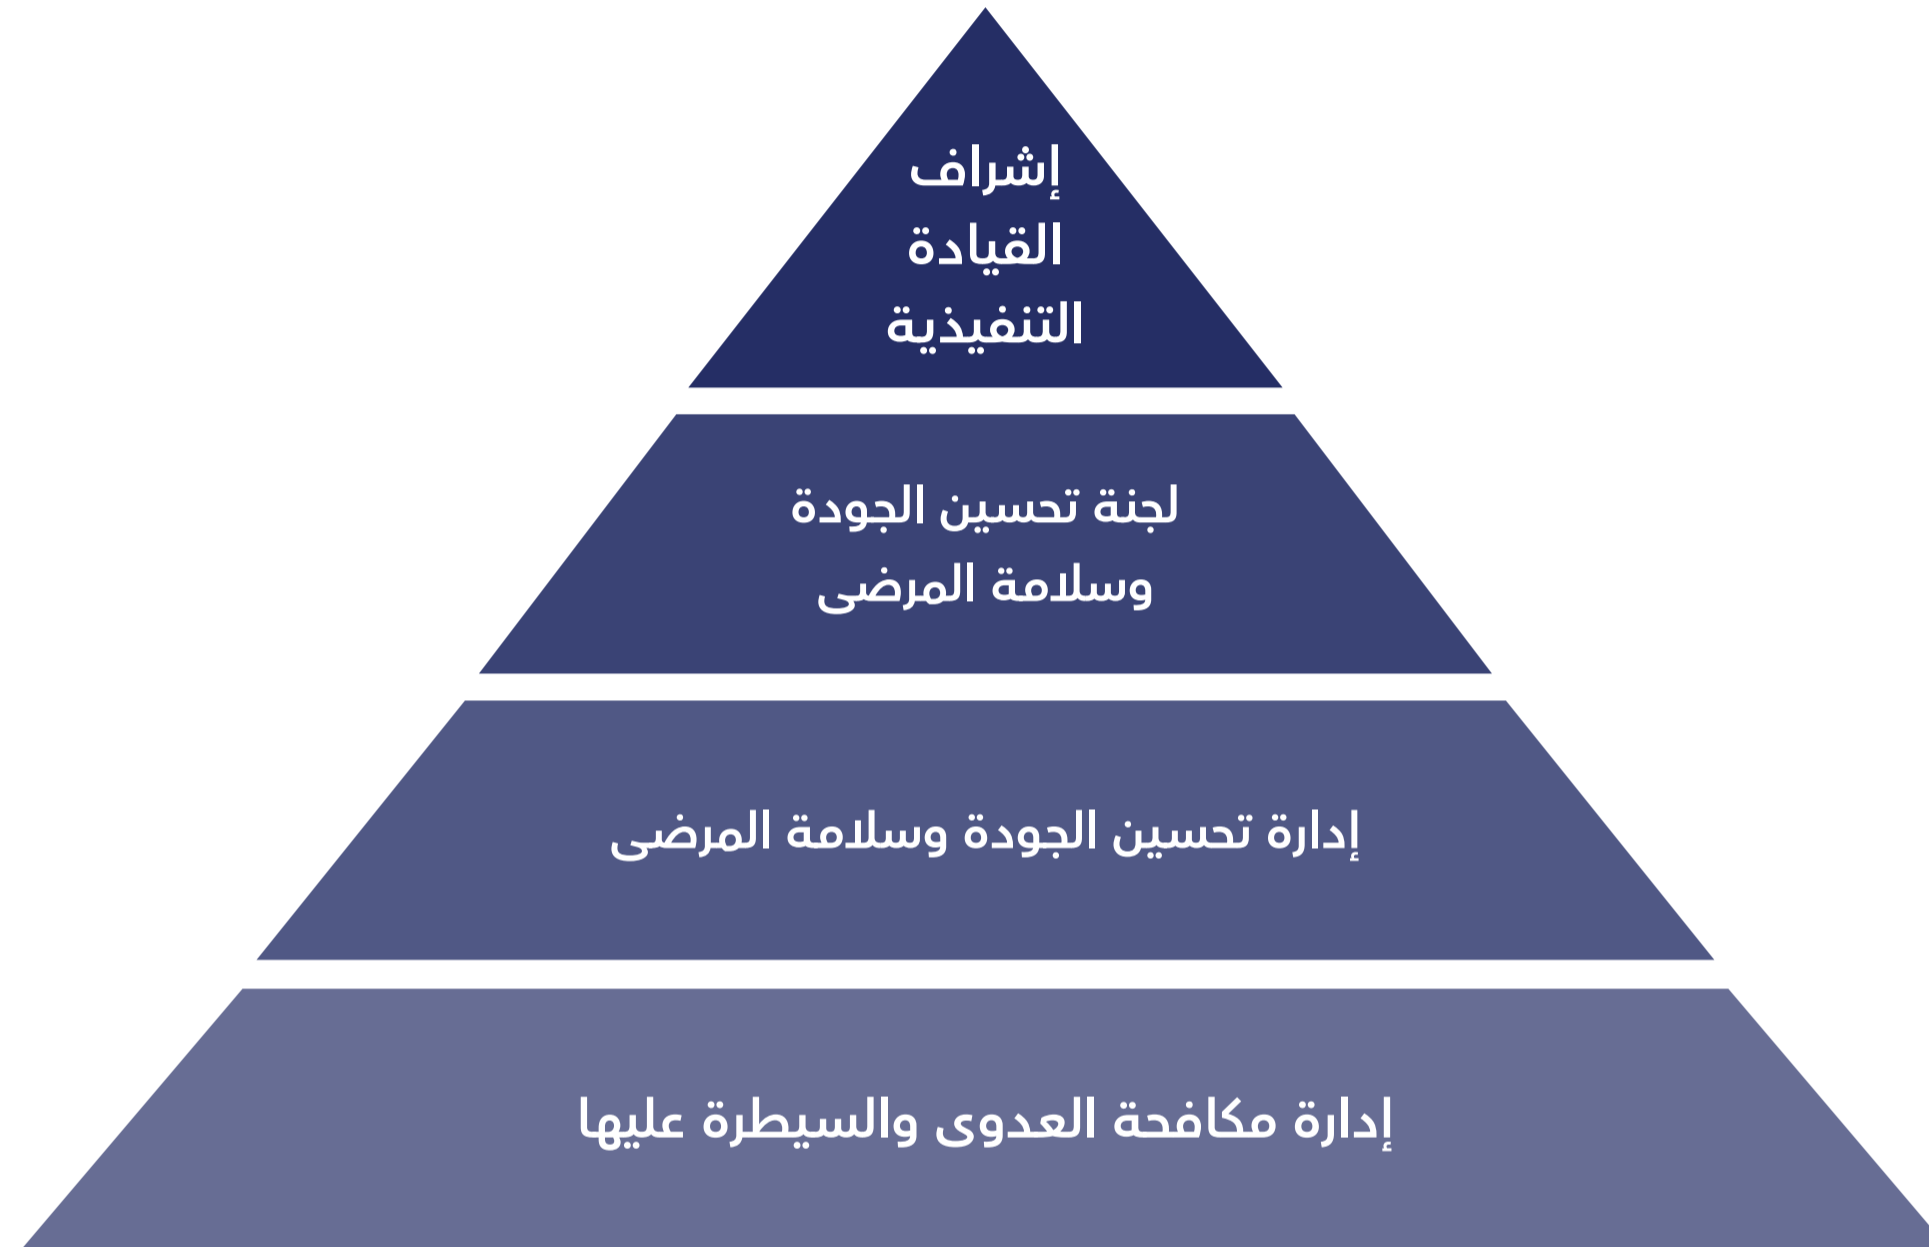 إشراف
القيادة
التنفيذية
لجنة تحسين الجودة
وسلامة المرضى
إدارة تحسين الجودة وسلامة المرضى
إدارة مكافحة العدوى والسيطرة عليها